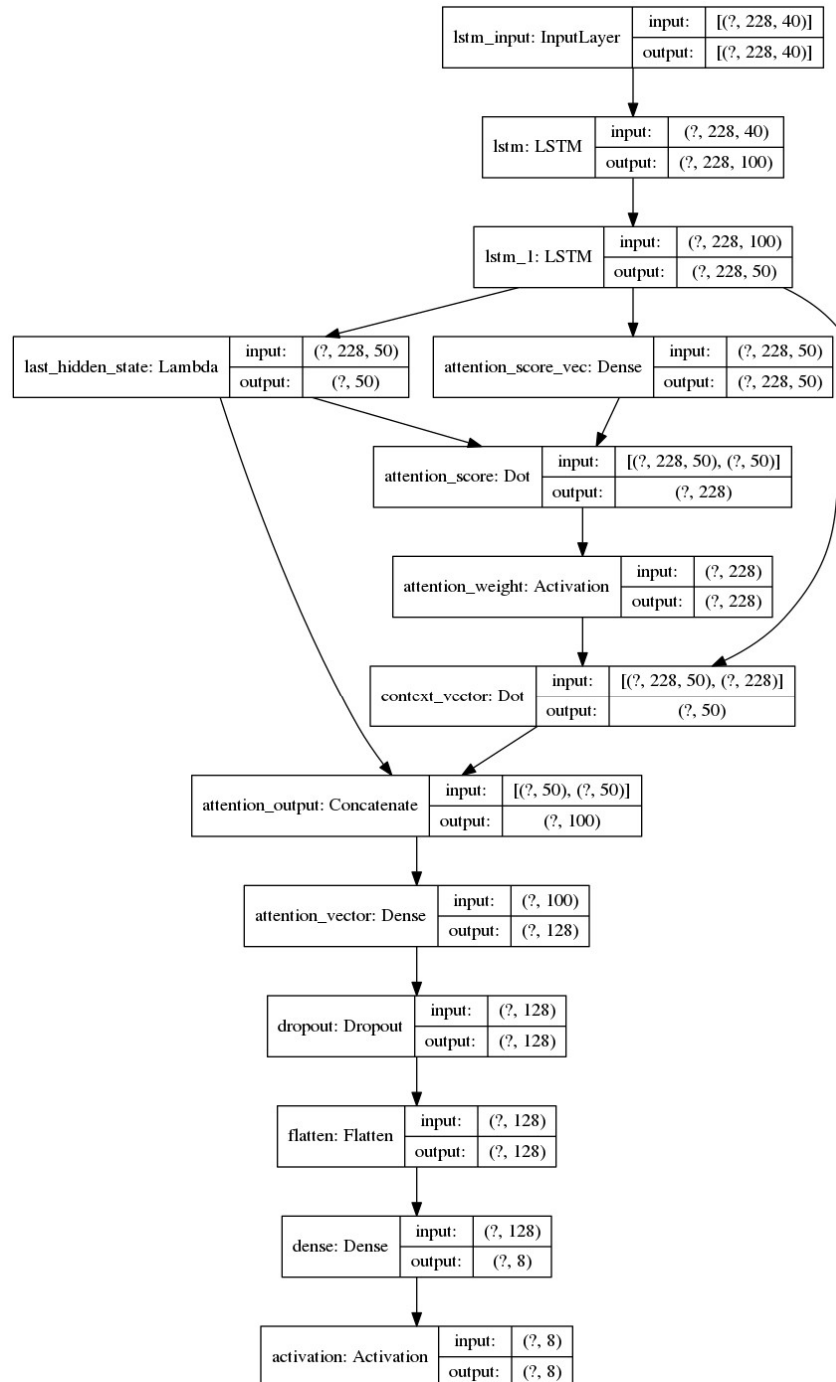 lstm_input: InputLayer
input: [(?, 228, 40)]
output: [(?, 228, 40)]
lstm: LSTM
input: (?, 228, 40)
output: (?, 228, 100)
lstm_1: LSTM
input: (?, 228, 100)
output: (?, 228, 50)
last_hidden_state: Lambda
input: (?, 228, 50)
output: (?, 50)
attention_score_vec: Dense
input: (?, 228, 50)
output: (?, 228, 50)
attention_score: Dot
input: [(?, 228, 50), (?, 50)]
output: (?, 228)
attention_weight: Activation
input: (?, 228)
output: (?, 228)
context_vector: Dot
input: [(?, 228, 50), (?, 228)]
output: (?, 50)
attention_output: Concatenate
input: [(?, 50), (?, 50)]
output: (?, 100)
attention_vector: Dense
input: (?, 100)
output: (?, 128)
dropout: Dropout
input: (?, 128)
output: (?, 128)
flatten: Flatten
input: (?, 128)
output: (?, 128)
dense: Dense
input: (?, 128)
output: (?, 8)
activation: Activation
input: (?, 8)
output: (?, 8)